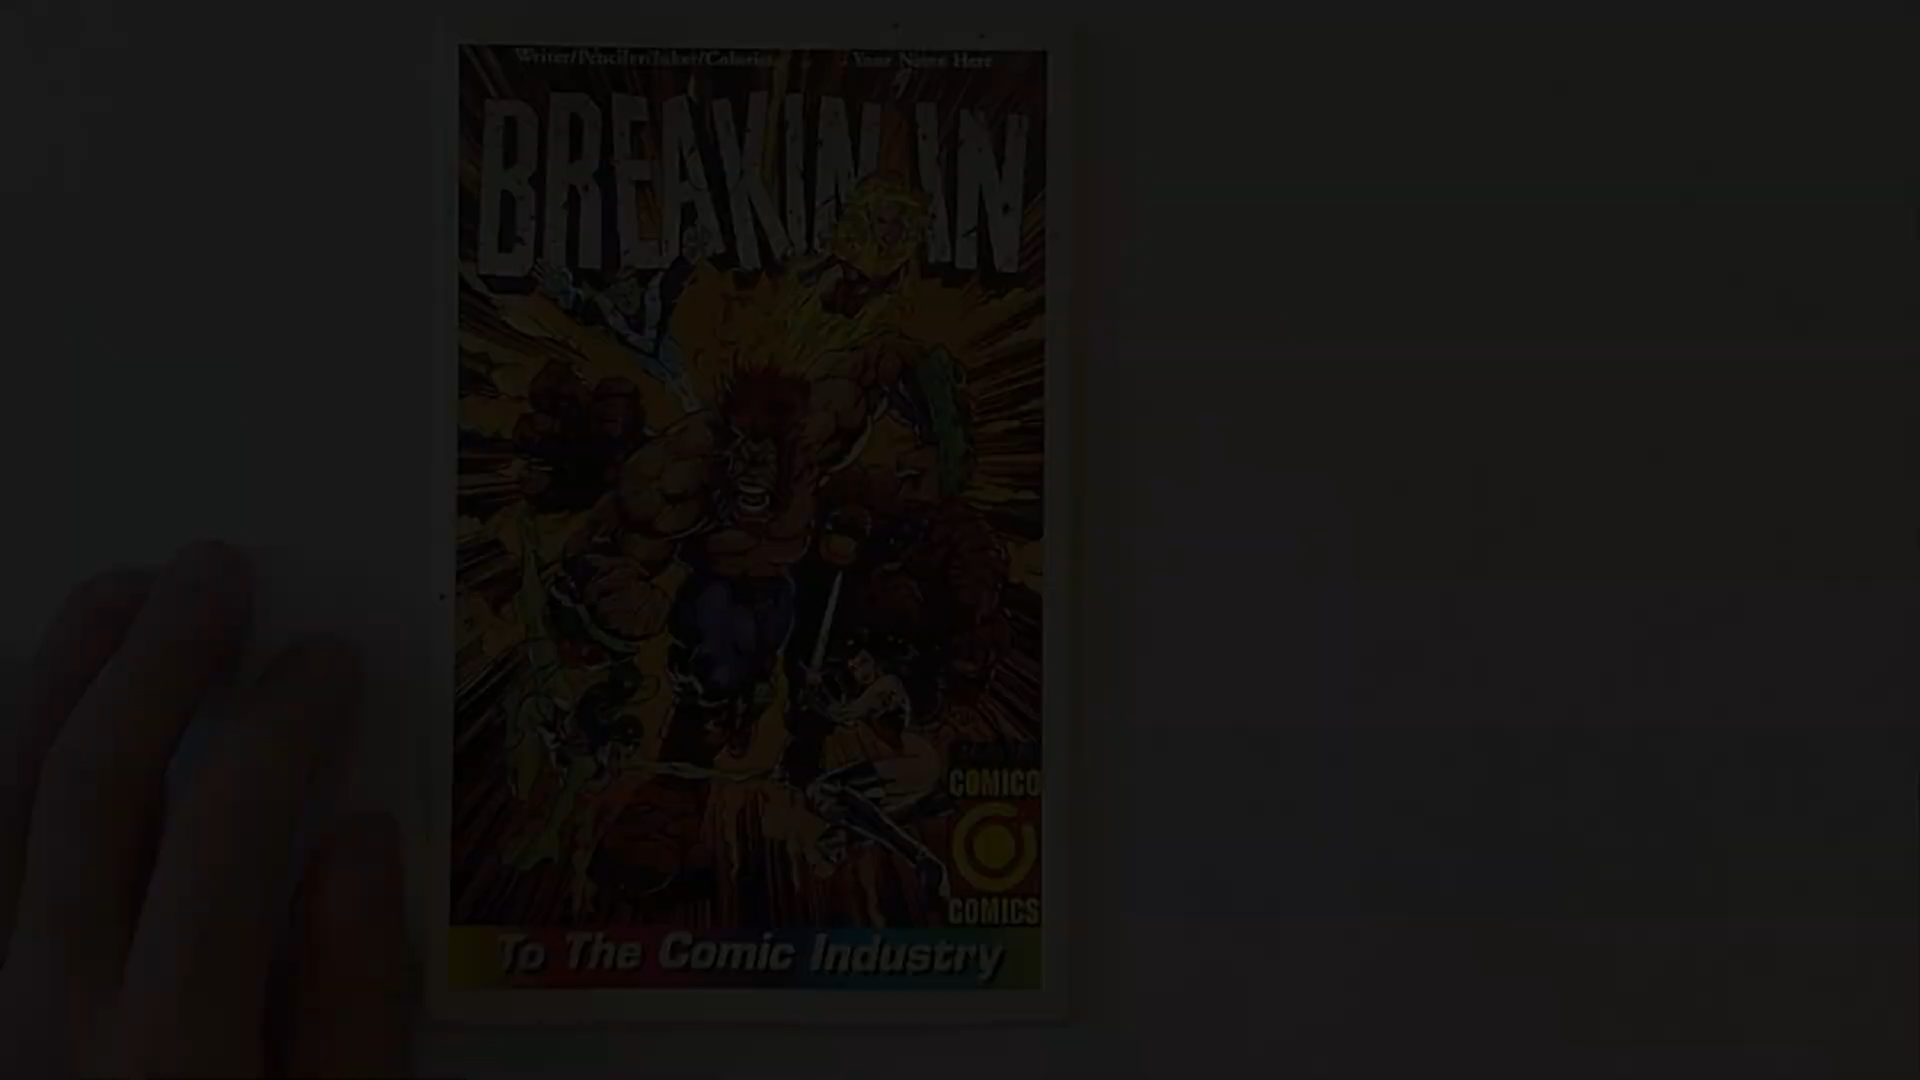 Writer/Penciler/Inker/Colorist Your Name Here
BREAKIN IN
COMICO
COMICS
To The Comic Industry